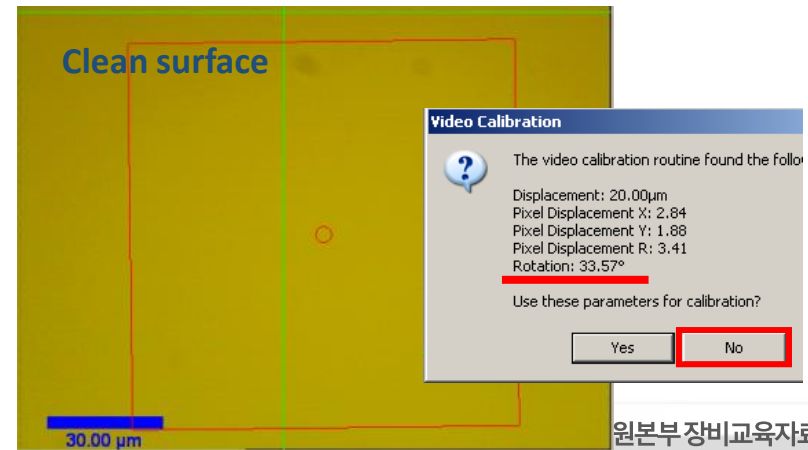 Clean surface
Video Calibration
The video calibration routine found the follo
Displacement: 20.00µm
Pixel Displacement X: 2.84
Pixel Displacement Y: 1.88
Pixel Displacement R: 3.41
Rotation: 33.57°
Use these parameters for calibration?
Yes
No
30.00 µm
원본부 장비교육자료